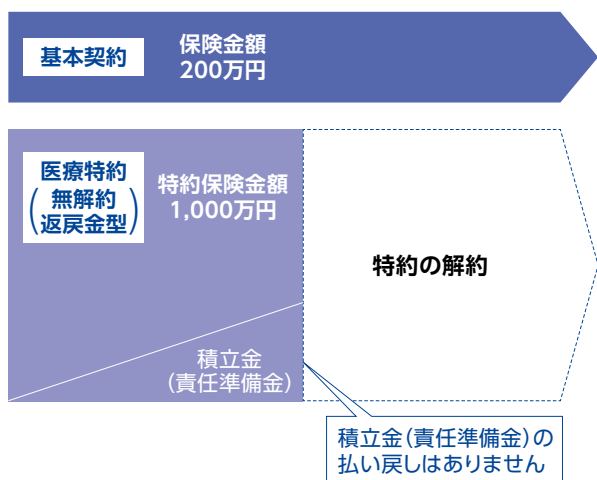 基本契約
保険金額
200万円
医療特約
(無解約
返戻金型)
特約保険金額
1,000万円
特約の解約
積立金
(責任準備金)
積立金(責任準備金)の
払い戻しはありません